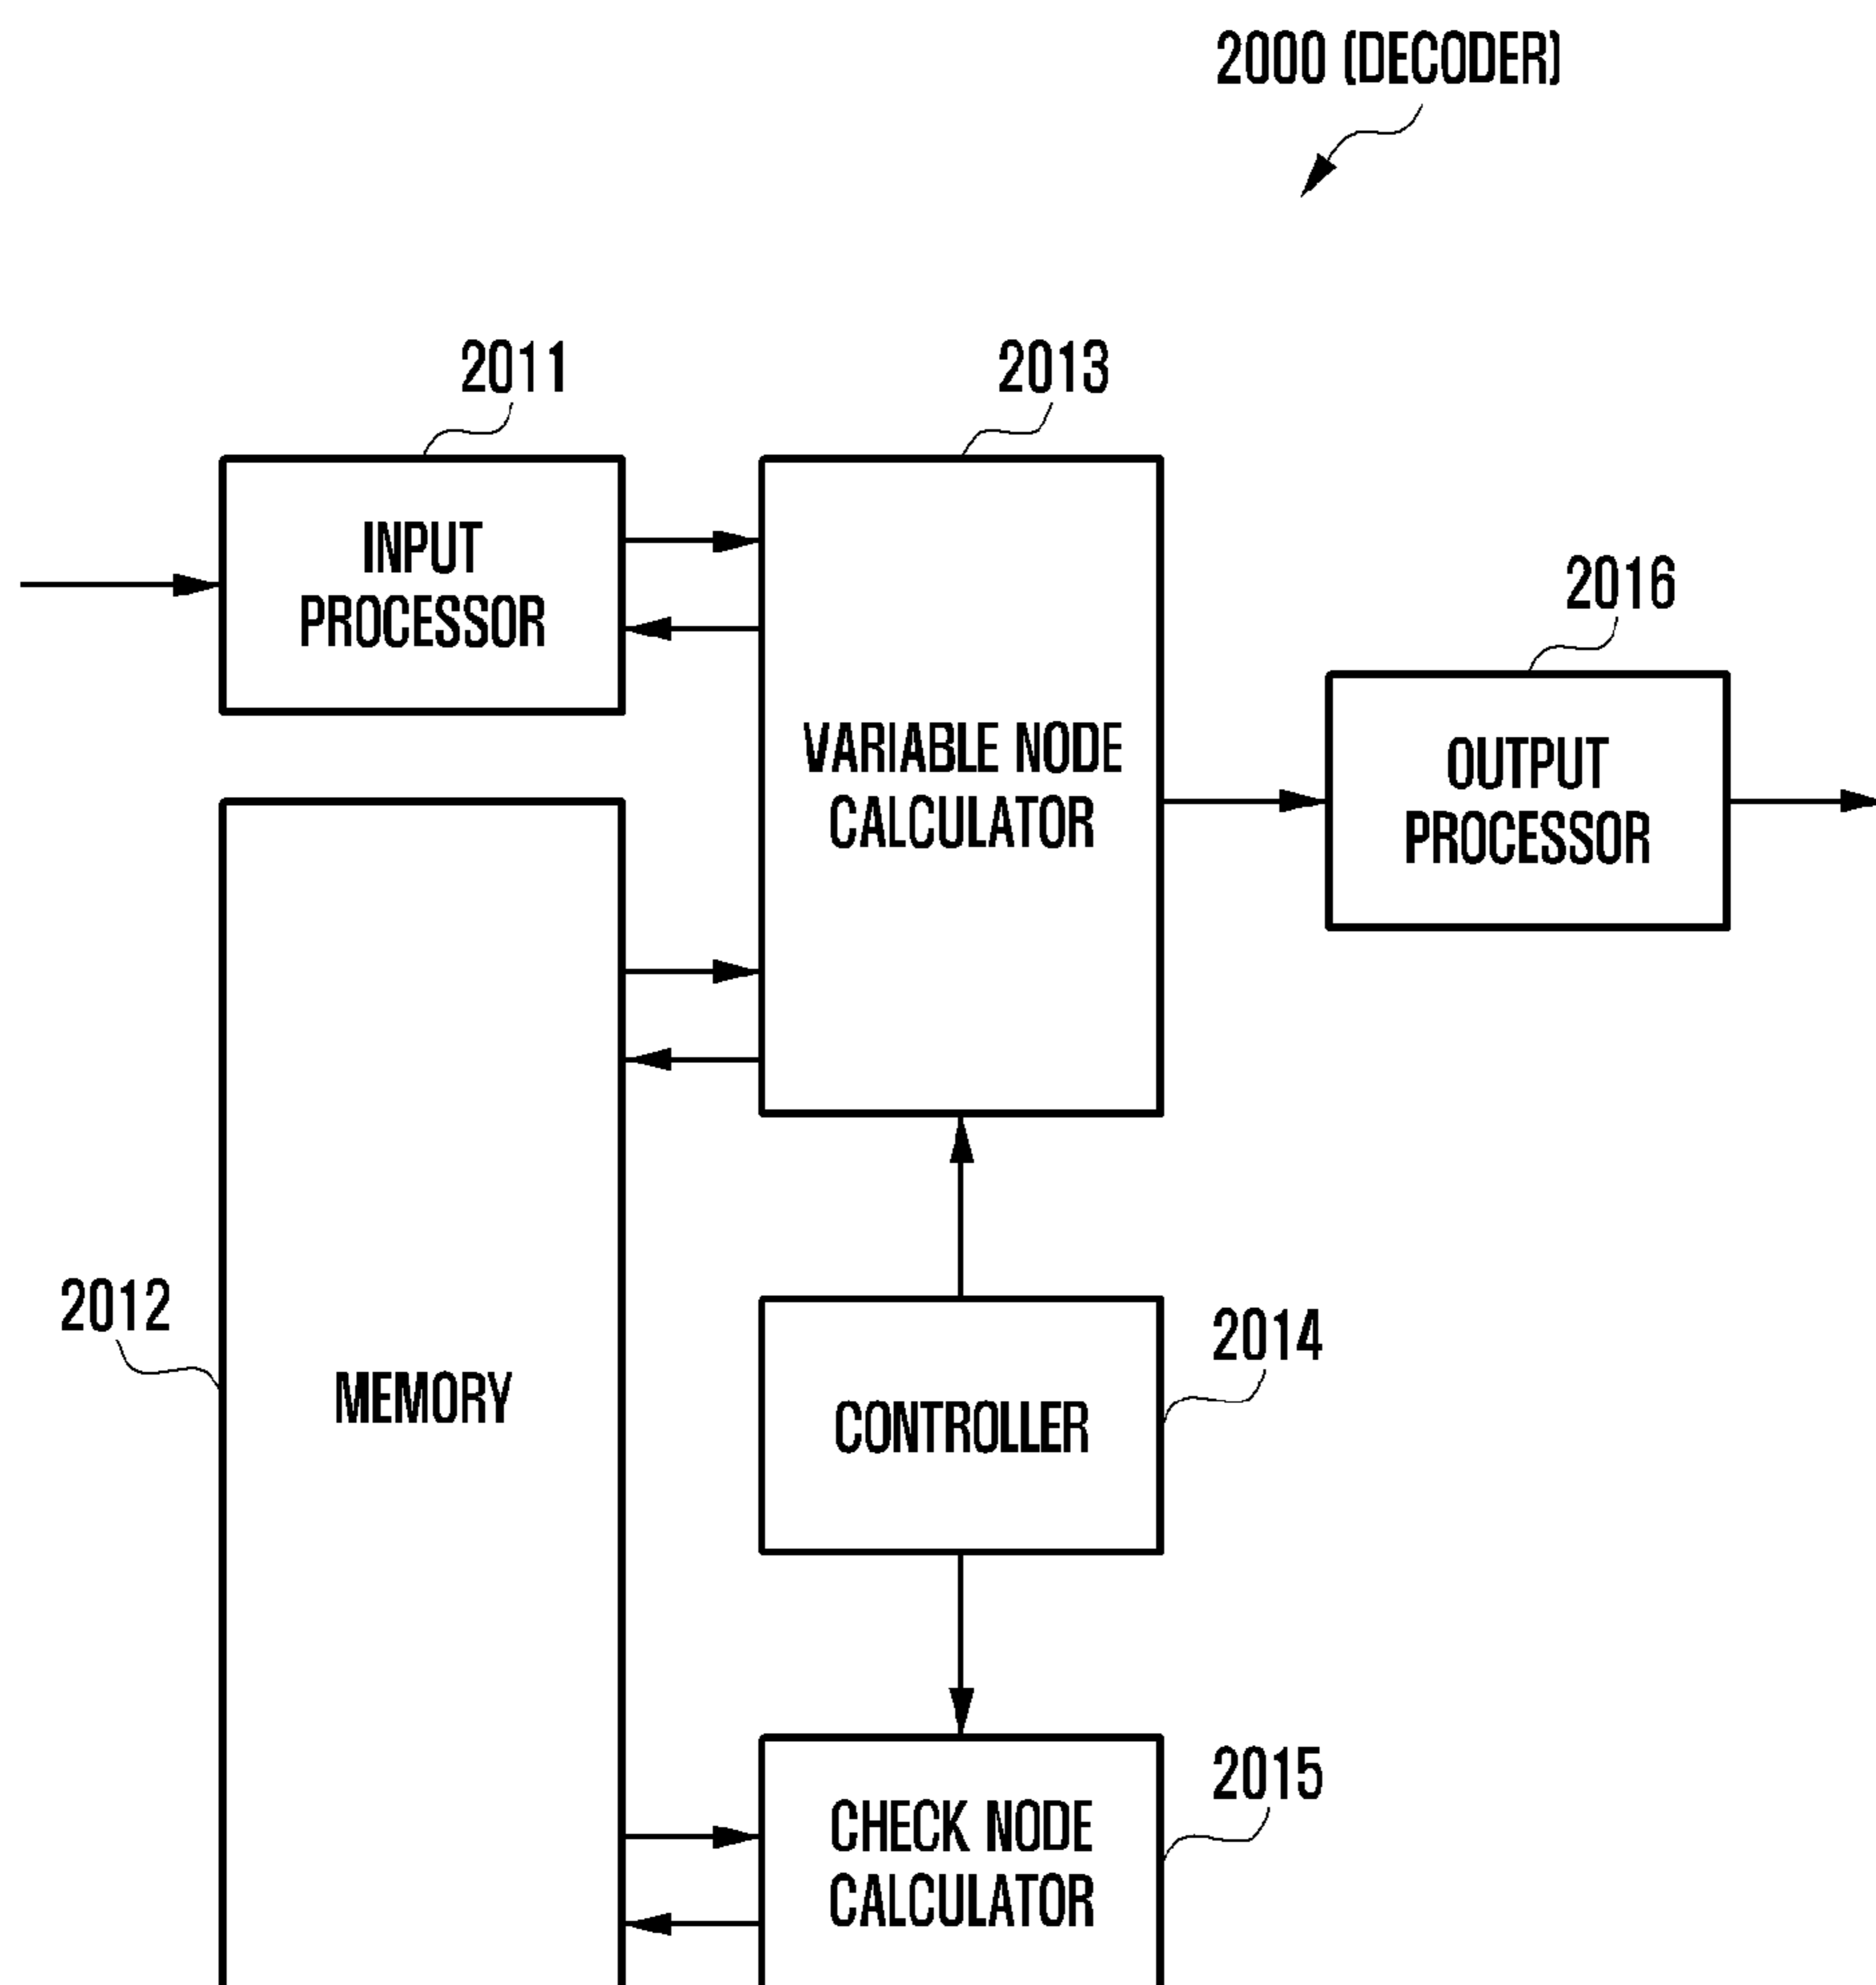 2000 (DECODER)
2011
2013
INPUT
PROCESSOR
2016
VARIABLE NODE
CALCULATOR
OUTPUT
PROCESSOR
2012
MEMORY
2014
CONTROLLER
2015
CHECK NODE
CALCULATOR